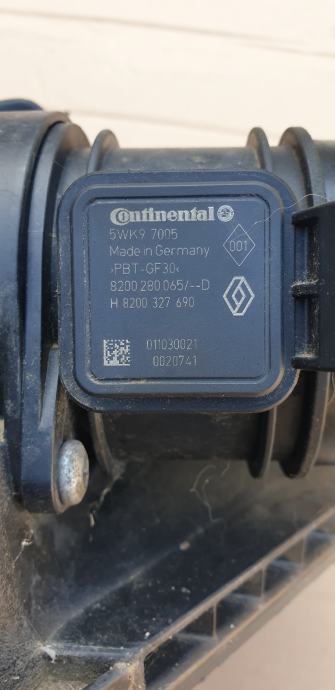 Continental
5WK9 7005
Made in Germany
001
>PBT-GF30<
8200 280 065/--D
H 8200 327 690
011030021
0020741